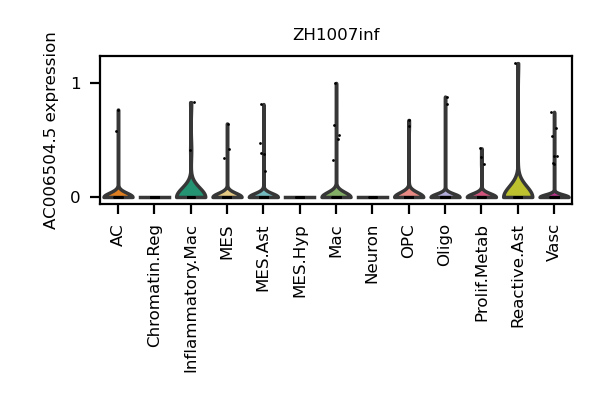 ZH1007inf
AC006504.5 expression
1
0
AC
Chromatin.Reg
Inflammatory.Mac
MES
MES.Ast
MES.Hyp
Mac
Neuron
OPC
Oligo
Prolif.Metab
Reactive.Ast
Vasc